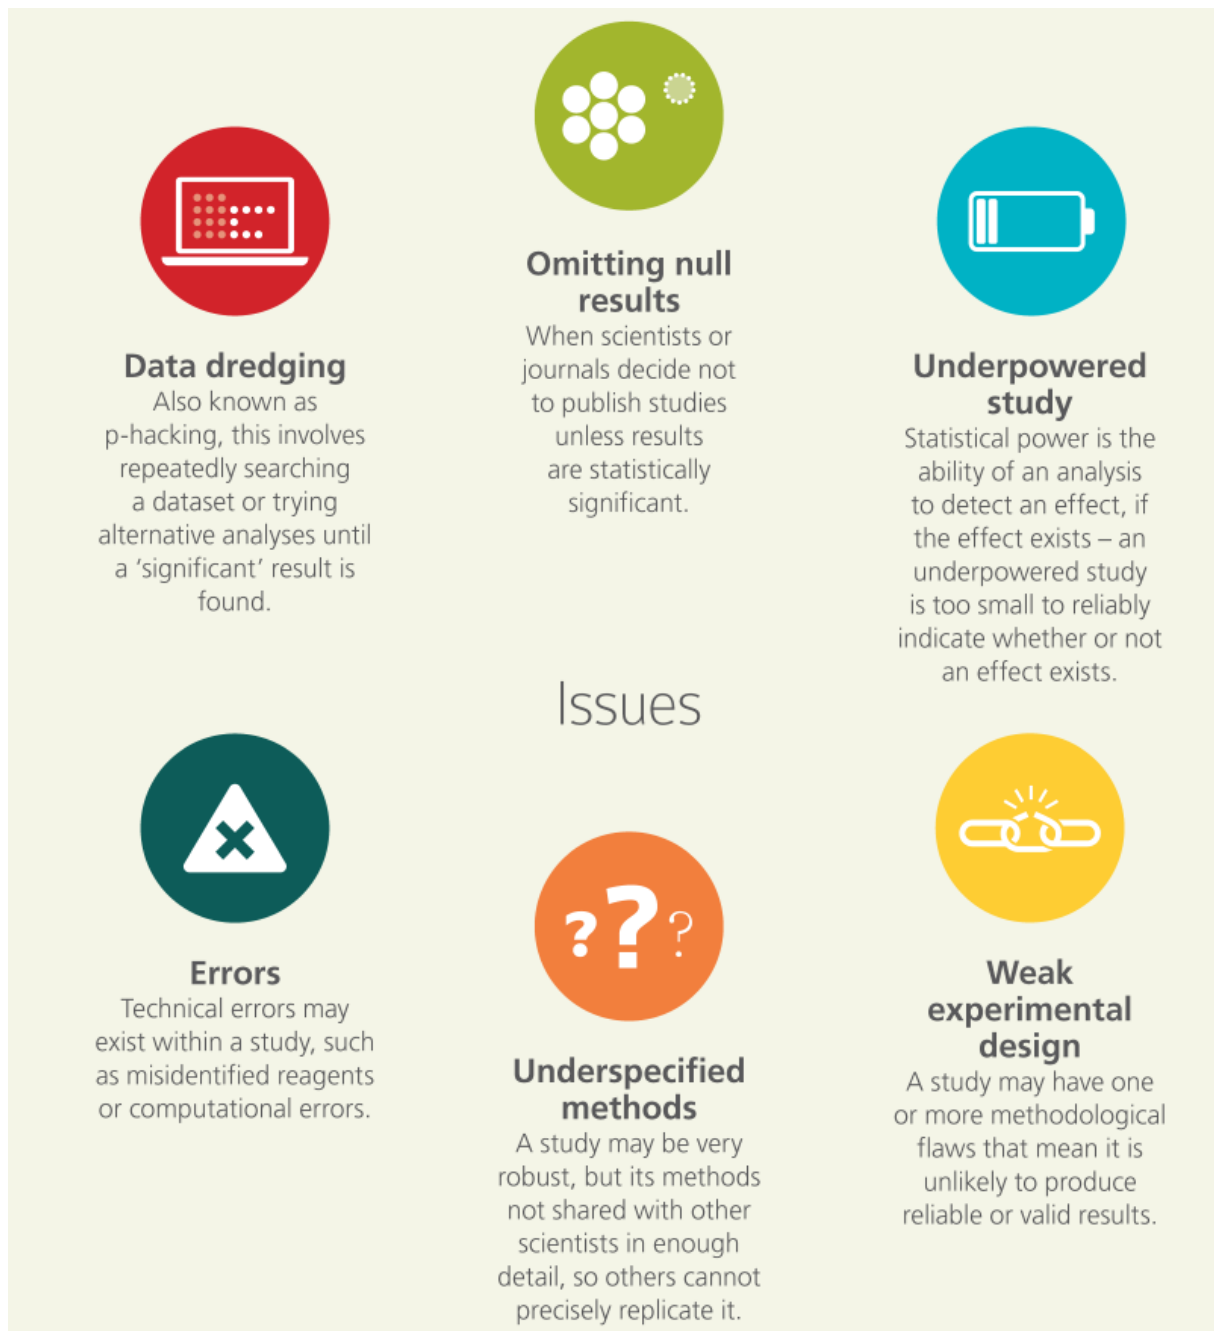 Data dredging
Also known as
p-hacking, this involves
repeatedly searching
a dataset or trying
alternative analyses until
a ‘significant’ result is
found.
Omitting null
results
When scientists or
journals decide not
to publish studies
unless results
are statistically
significant.
Underpowered
study
Statistical power is the
ability of an analysis
to detect an effect, if
the effect exists – an
underpowered study
is too small to reliably
indicate whether or not
an effect exists.
Issues
Errors
Technical errors may
exist within a study, such
as misidentified reagents
or computational errors.
???
Underspecified
methods
A study may be very
robust, but its methods
not shared with other
scientists in enough
detail, so others cannot
precisely replicate it.
Weak
experimental
design
A study may have one
or more methodological
flaws that mean it is
unlikely to produce
reliable or valid results.